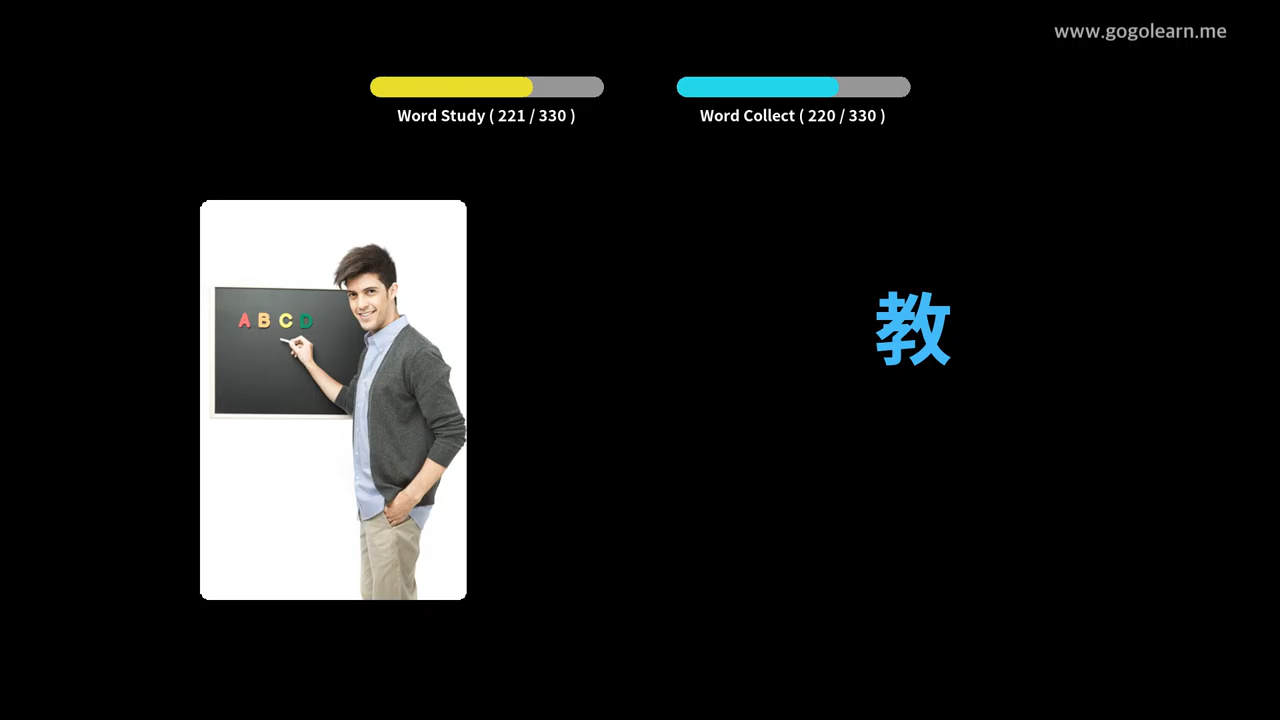 www.gogolearn.me
Word Study ( 221 / 330 )
Word Collect ( 220 / 330 )
A B C D
教